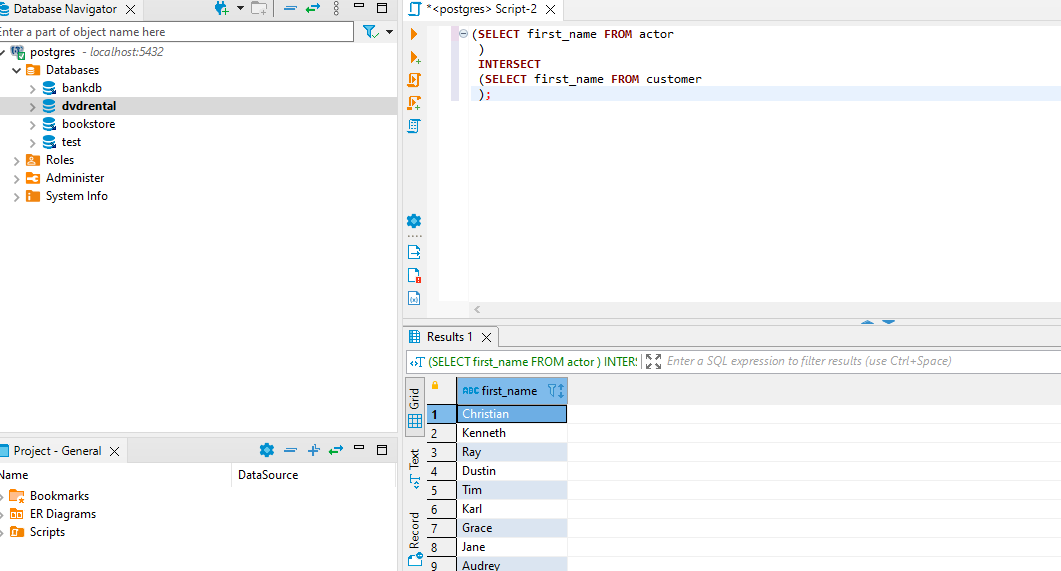 Database Navigator
Enter a part of object name here
postgres - localhost:5432
Databases
bankdb
dvdrental
bookstore
test
Roles
Administer
System Info
Project - General
Name
DataSource
Bookmarks
ER Diagrams
Scripts
*<postgres> Script-2
(SELECT first_name FROM actor
)
INTERSECT
(SELECT first_name FROM customer
);
Results 1
(SELECT first_name FROM actor ) INTERS
Enter a SQL expression to filter results (use Ctrl+Space)
Grid
Text
Record
ABC first_name
1 Christian
2 Kenneth
3 Ray
4 Dustin
5 Tim
6 Karl
7 Grace
8 Jane
9 Audrey